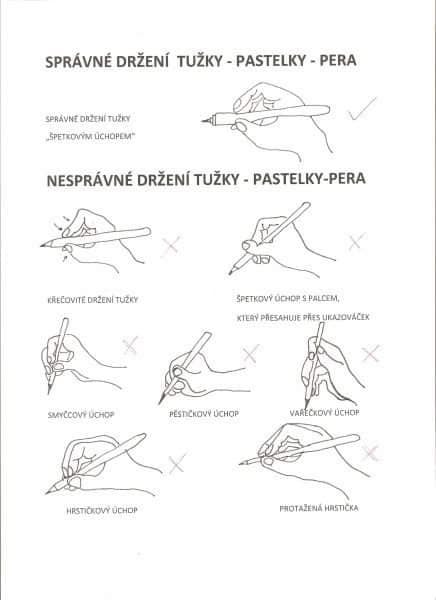 SPRÁVNÉ DRŽENÍ TUŽKY - PASTELKY - PERA
SPRÁVNÉ DRŽENÍ TUŽKY
„ŠPETKOVÝM ÚCHOPEM"
NESPRÁVNÉ DRŽENÍ TUŽKY - PASTELKY-PERA
KŘEČOVITÉ DRŽENÍ TUŽKY
ŠPETKOVÝ ÚCHOP S PALCEM,
KTERÝ PŘESAHUJE PŘES UKAZOVÁČEK
SMYČCOVÝ ÚCHOP
PĚSTIČKOVÝ ÚCHOP
VAŘEČKOVÝ ÚCHOP
HRSTIČKOVÝ ÚCHOP
PROTAŽENÁ HRSTIČKA